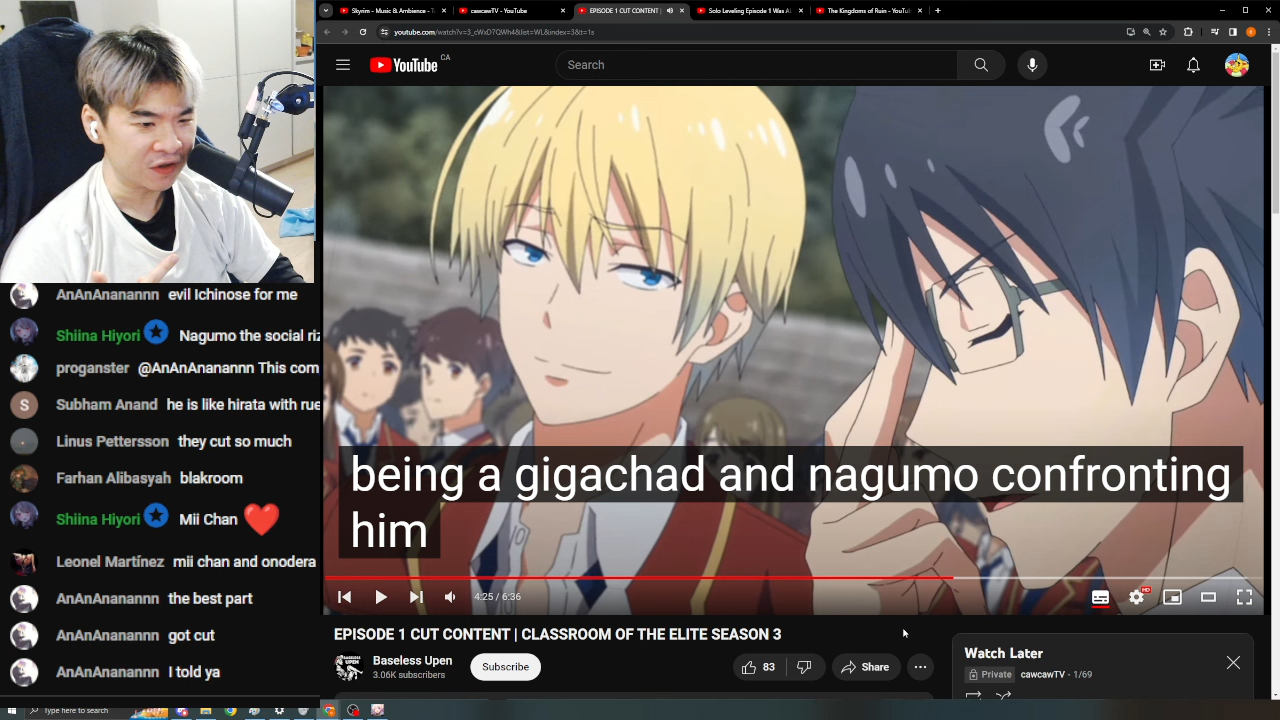 Skyrim - Music & Ambience -
cawcawTV - YouTube
EPISODE 1 CUT CONTENT |
Solo Leveling Episode 1 Was
The Kingdoms of Ruin - YouTu
youtube.com/watch?v=3_cWxD7QWh4&list=WL&index=3&t=1s
YouTube CA
Search
AnAnAnanannn evil Ichinose for me
Shiina Hiyori Nagumo the social riz
proganster @AnAnAnanannn This com
S Subham Anand he is like hirata with rue
Linus Pettersson they cut so much
Farhan Alibasyah blakroom
Shiina Hiyori Mii Chan
Leonel Martínez mii chan and onodera
AnAnAnanannn the best part
AnAnAnanannn got cut
AnAnAnanannn I told ya
being a gigachad and nagumo confronting
him
4:25 / 6:36
HD
EPISODE 1 CUT CONTENT | CLASSROOM OF THE ELITE SEASON 3
Baseless Upen
3.06K subscribers
Subscribe
83
Share
Watch Later
Private cawcawTV - 1/69
Type here to search